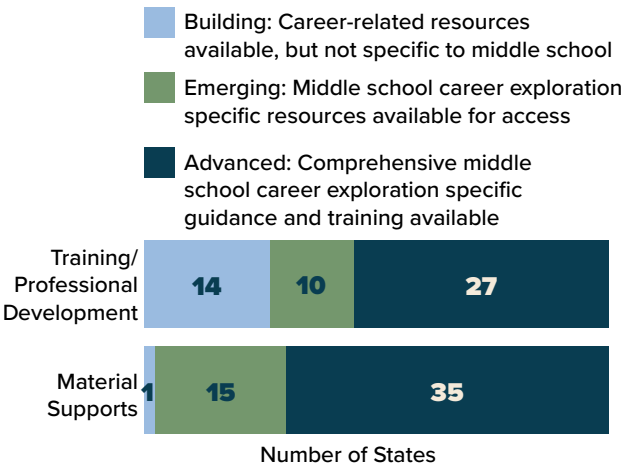 Building: Career-related resources
available, but not specific to middle school
Emerging: Middle school career exploration
specific resources available for access
Advanced: Comprehensive middle
school career exploration specific
guidance and training available
Training/
Professional
Development
14 10 27
Material
Supports
1 15 35
Number of States